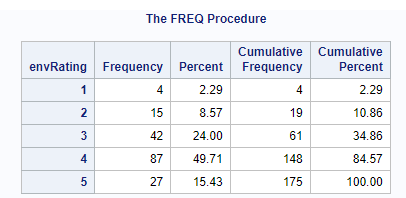 The FREQ Procedure
envRating Frequency Percent Cumulative Frequency Cumulative Percent
1 4 2.29 4 2.29
2 15 8.57 19 10.86
3 42 24.00 61 34.86
4 87 49.71 148 84.57
5 27 15.43 175 100.00